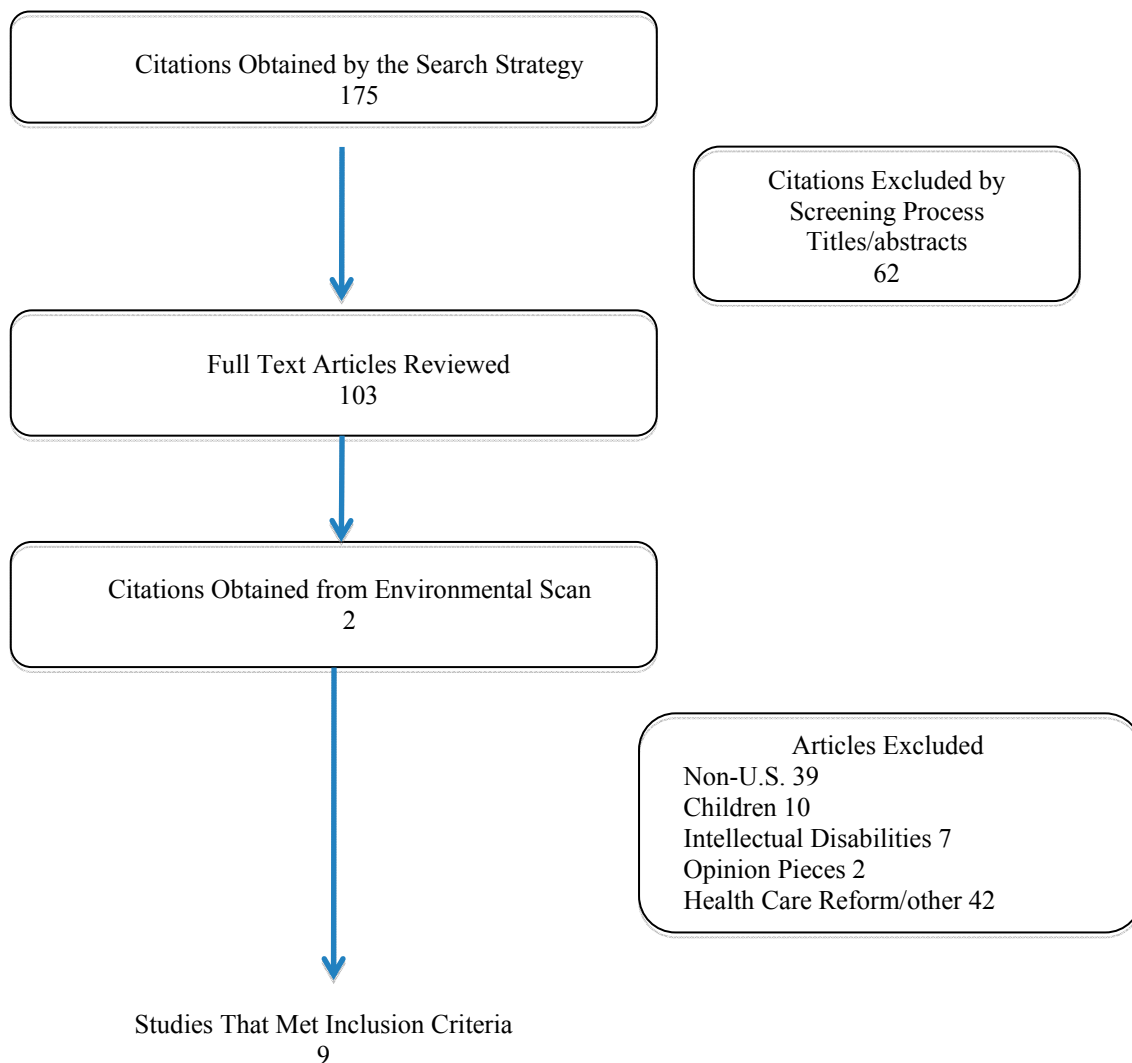 Citations Obtained by the Search Strategy
175
Citations Excluded by
Screening Process
Titles/abstracts
62
Full Text Articles Reviewed
103
Citations Obtained from Environmental Scan
2
Articles Excluded
Non-U.S. 39
Children 10
Intellectual Disabilities 7
Opinion Pieces 2
Health Care Reform/other 42
Studies That Met Inclusion Criteria
9